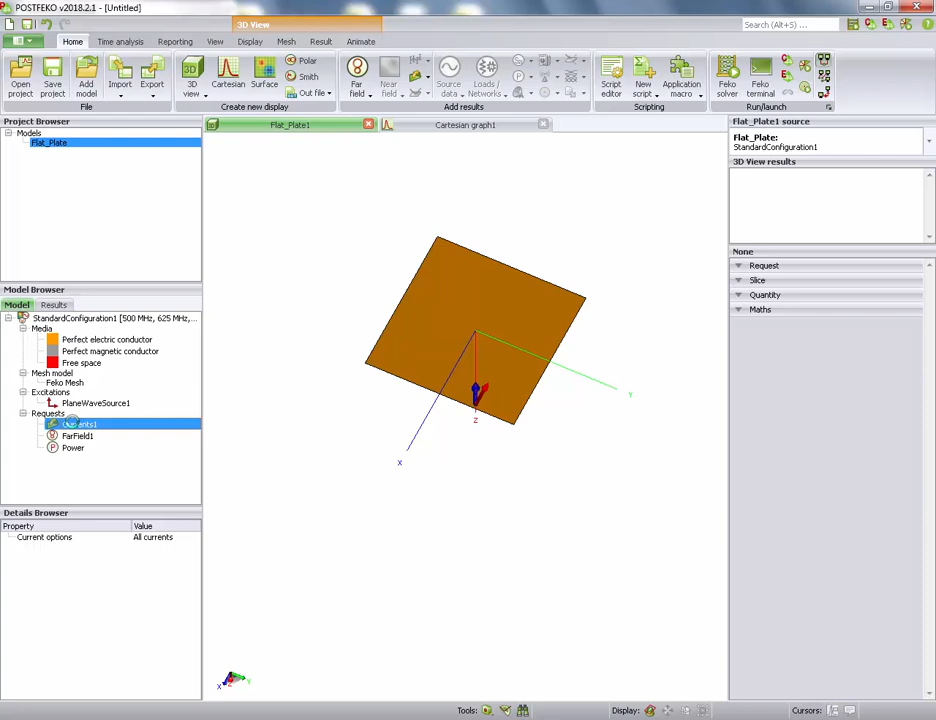 POSTFEKO v2018.2.1 - [Untitled]
3D View
Search (Alt+S) ...
Home
Time analysis
Reporting
View
Display
Mesh
Result
Animate
Open project
Save project
Add model
Import
Export
File
3D view
Cartesian
Surface
Polar
Smith
Out file
Create new display
Far field
Near field
Source data
Loads / Networks
Add results
Script editor
New script
Application macro
Scripting
Feko solver
Feko terminal
Run/launch
Project Browser
Models
Flat_Plate
Flat_Plate1
Cartesian graph1
Flat_Plate1 source
Flat_Plate:
StandardConfiguration1
3D View results
None
Request
Slice
Quantity
Maths
Model Browser
Model
Results
StandardConfiguration1 [500 MHz, 625 MHz,...
Media
Perfect electric conductor
Perfect magnetic conductor
Free space
Mesh model
Feko Mesh
Excitations
PlaneWaveSource1
Requests
FarField1
Power
Details Browser
Property
Value
Current options
All currents
X
Y
Z
X
Y
Z
Tools:
Display:
Cursors: